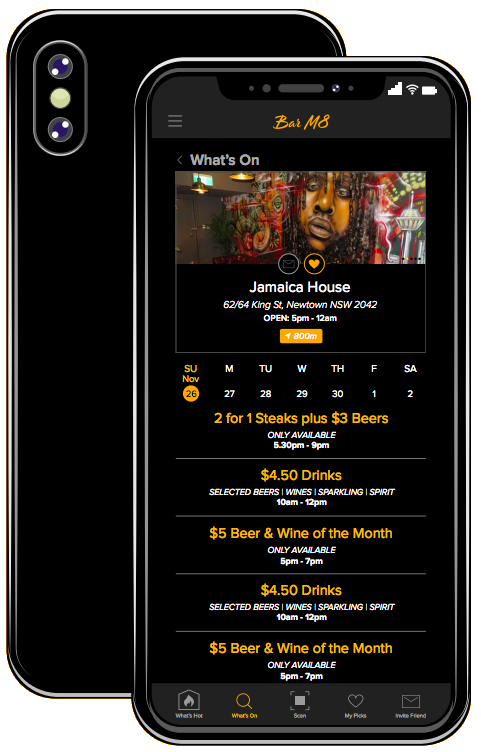 Bar M8
What's On
Jamaica House
62/64 King St, Newtown NSW 2042
OPEN: 5pm - 12am
800m
SU M TU W TH F SA
Nov
26 27 28 29 30 1 2
2 for 1 Steaks plus $3 Beers
ONLY AVAILABLE
5.30pm - 9pm
$4.50 Drinks
SELECTED BEERS | WINES | SPARKLING | SPIRIT
10am - 12pm
$5 Beer & Wine of the Month
ONLY AVAILABLE
5pm - 7pm
$4.50 Drinks
SELECTED BEERS | WINES | SPARKLING | SPIRIT
10am - 12pm
$5 Beer & Wine of the Month
ONLY AVAILABLE
5pm - 7pm
What's Hot What's On Scan My Picks Invite Friend